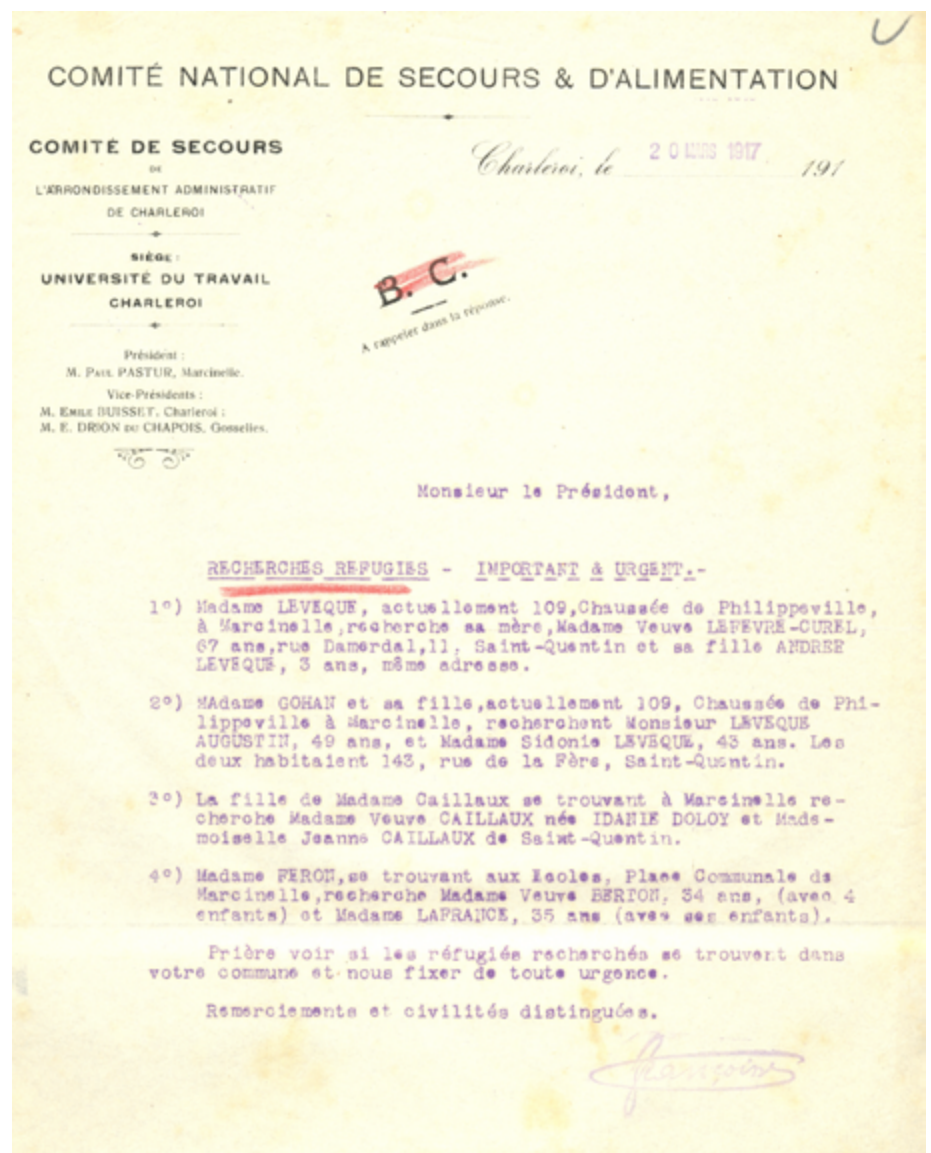 COMITÉ NATIONAL DE SECOURS & D'ALIMENTATION
COMITÉ DE SECOURS
DE
L'ARRONDISSEMENT ADMINISTRATIF
DE CHARLEROI
SIÈGE :
UNIVERSITÉ DU TRAVAIL
CHARLEROI
Président :
M. PAUL PASTUR, Marcinelle.
Vice-Présidents :
M. EMILE BUISSET, Charleroi ;
M. E. DRION DU CHAPOIS, Gosselies.
Charleroi, le 20 MARS 1917 191
B. C.
A rappeler dans la réponse.
Monsieur le Président,
RECHERCHES REFUGIES - IMPORTANT & URGENT.-
1°) Madame LEVEQUE, actuellement 109,Chaussée de Philippeville,
à Marcinelle,recherche sa mère,Madame Veuve LEFEVRE-CUREL,
67 ans,rue Damerdal,11, Saint-Quentin et sa fille ANDREE
LEVEQUE, 3 ans, même adresse.
2°) MAdame GOHAN et sa fille,actuellement 109, Chaussée de Phi-
lippeville à Marcinelle, recherchent Monsieur LEVEQUE
AUGUSTIN, 49 ans, et Madame Sidonie LEVEQUE, 43 ans. Les
deux habitaient 143, rue de la Fère, Saint-Quentin.
3°) La fille de Madame Caillaux se trouvant à Marcinelle re-
cherche Madame Veuve CAILLAUX née IDANIE DOLOY et Made-
moiselle Jeanne CAILLAUX de Saint-Quentin.
4°) Madame FERON,se trouvant aux Ecoles, Place Communale de
Marcinelle,recherche Madame Veuve BERTON, 34 ans, (avec 4
enfants) et Madame LAFRANCE, 35 ans (avec ses enfants).
Prière voir si les réfugiés recherchés se trouvent dans
votre commune et nous fixer de toute urgence.
Remerciements et civilités distinguées.